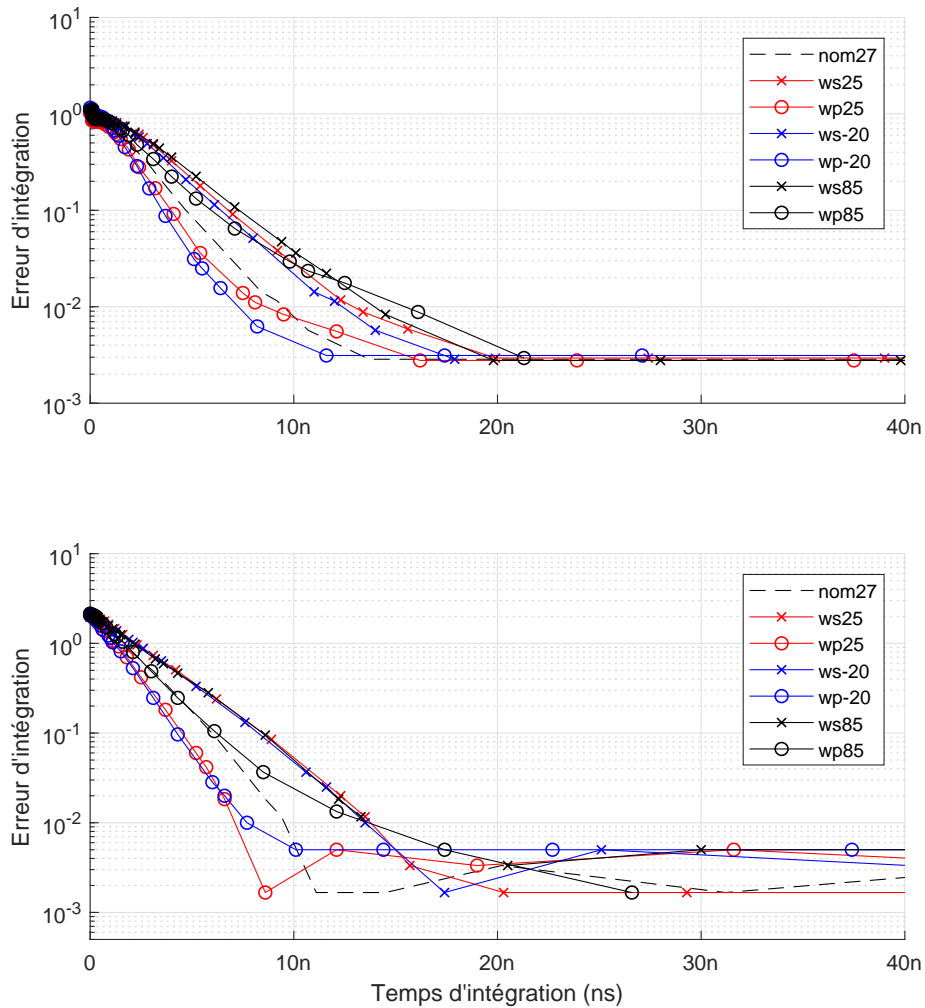 10^1
10^0
10^-1
10^-2
10^-3
Erreur d'intégration
0 10n 20n 30n 40n
nom27
ws25
wp25
ws-20
wp-20
ws85
wp85
10^1
10^0
10^-1
10^-2
10^-3
Erreur d'intégration
0 10n 20n 30n 40n
Temps d'intégration (ns)
nom27
ws25
wp25
ws-20
wp-20
ws85
wp85